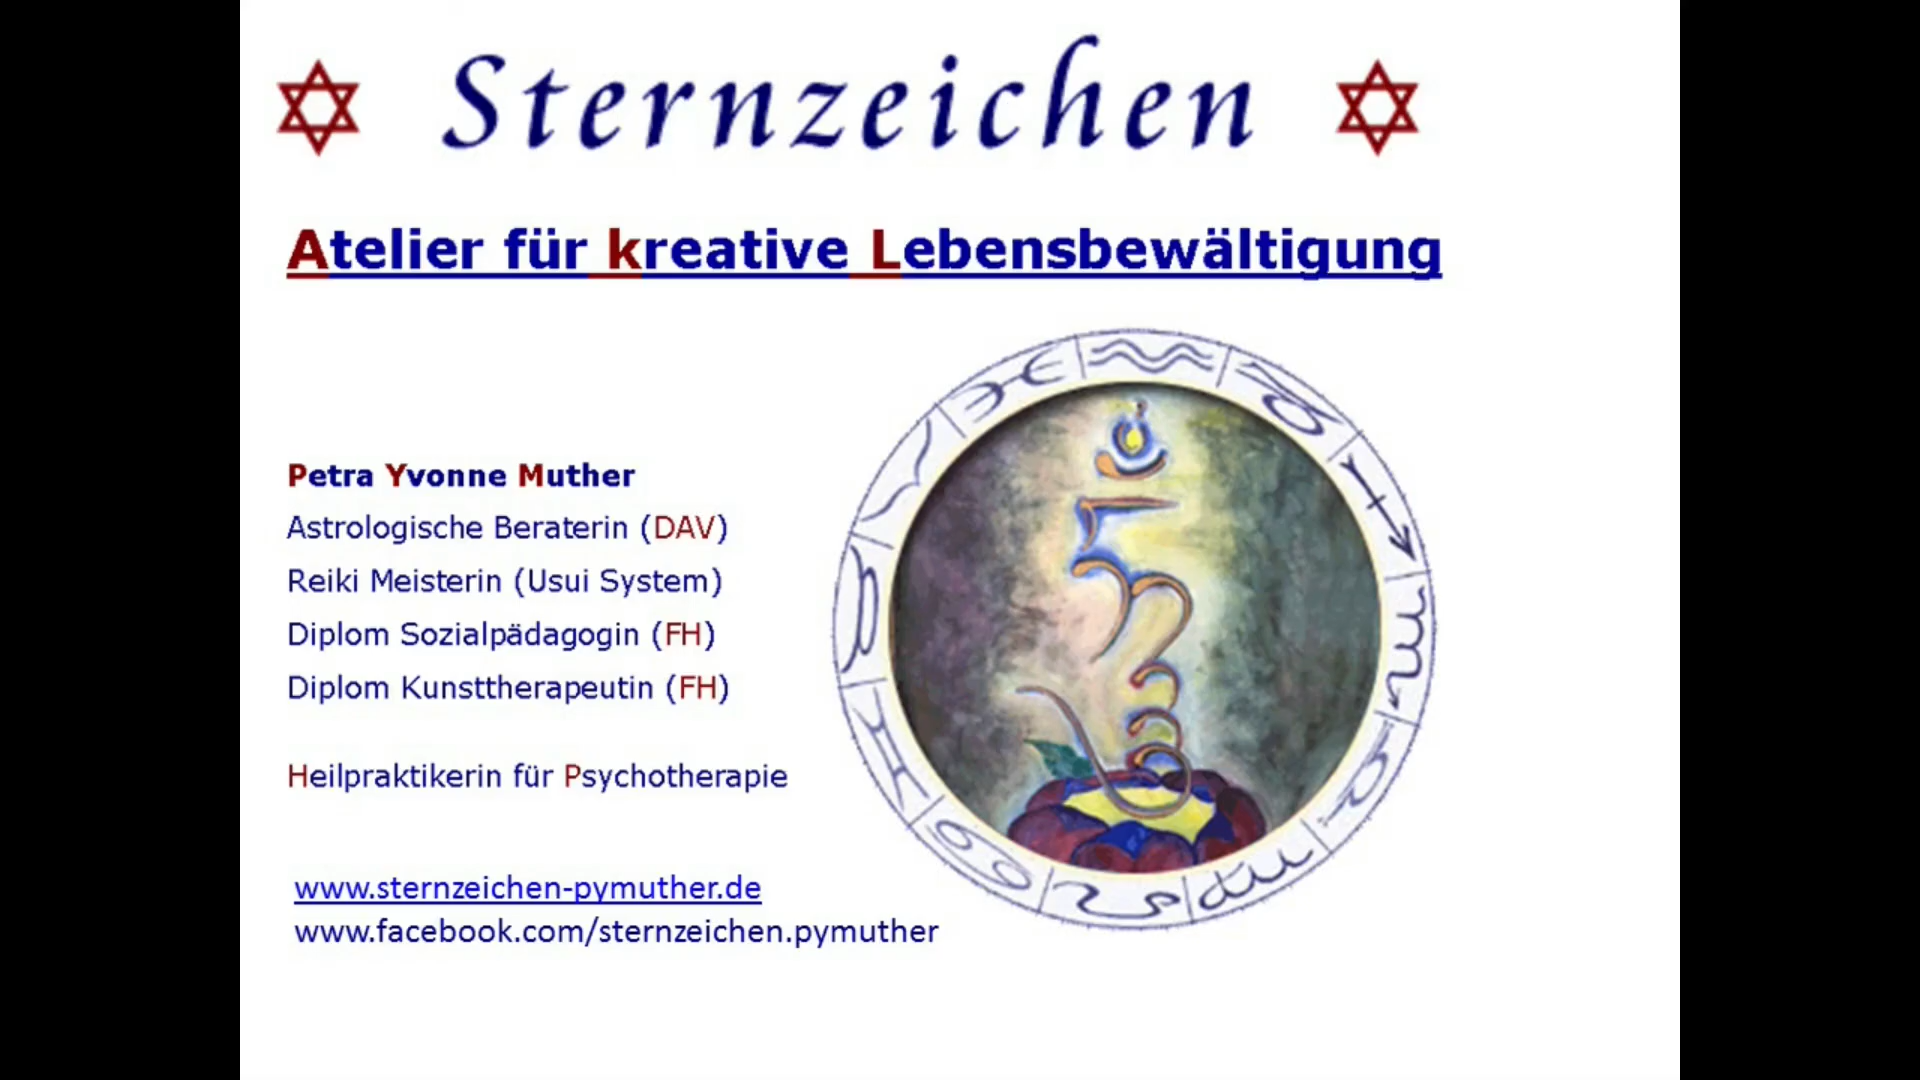 Sternzeichen
Atelier für kreative Lebensbewältigung
Petra Yvonne Muther
Astrologische Beraterin (DAV)
Reiki Meisterin (Usui System)
Diplom Sozialpädagogin (FH)
Diplom Kunsttherapeutin (FH)
Heilpraktikerin für Psychotherapie
www.sternzeichen-pymuther.de
www.facebook.com/sternzeichen.pymuther